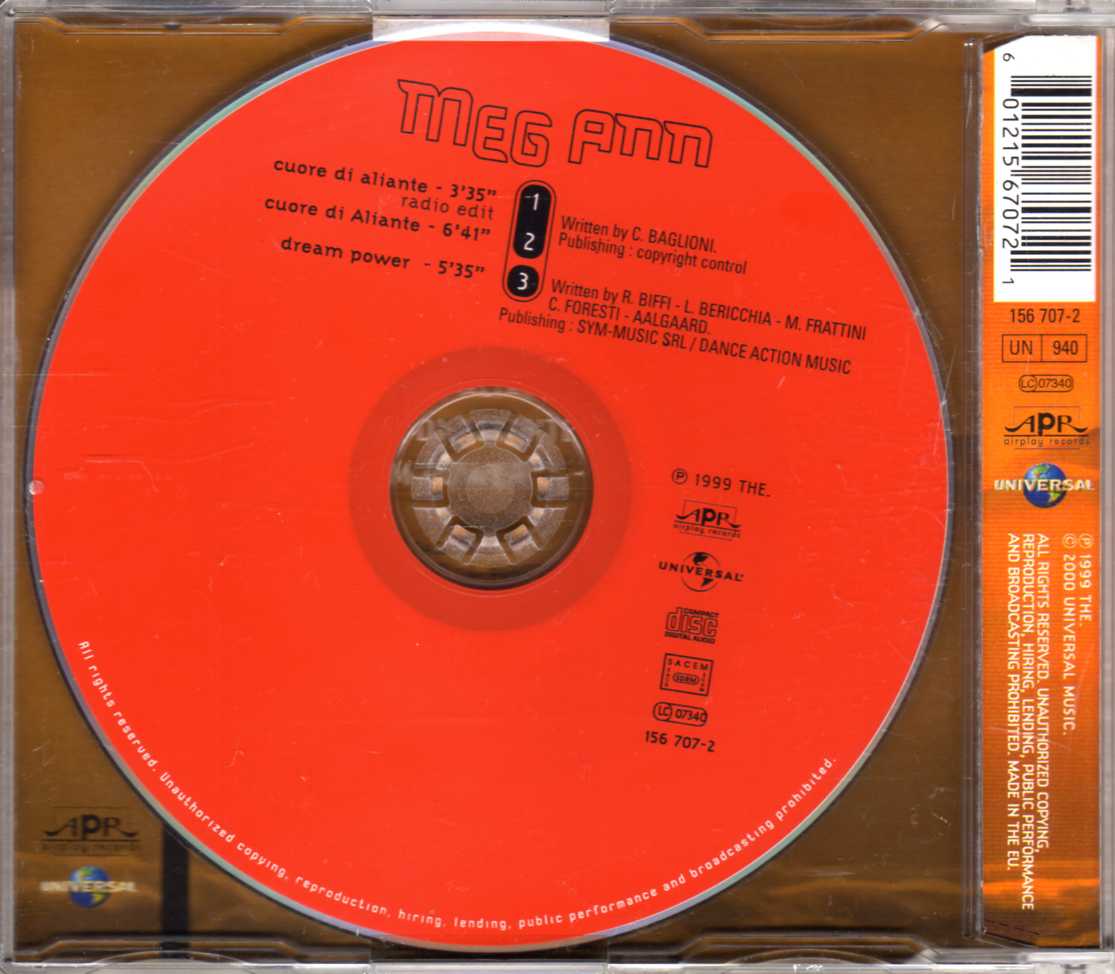 MEG ANN
cuore di aliante - 3'35"
radio edit
cuore di Aliante - 6'41"
dream power - 5'35"
1
2
3
Written by C. BAGLIONI.
Publishing : copyright control
Written by R. BIFFI - L. BERICCHIA - M. FRATTINI
C. FORESTI - AALGAARD.
Publishing : SYM-MUSIC SRL / DANCE ACTION MUSIC
℗ 1999 THE.
APR
airplay records
UNIVERSAL
COMPACT
disc
DIGITAL AUDIO
SACEM
SDRM
LC 07340
156 707-2
All rights reserved. Unauthorized copying, reproduction, hiring, lending, public performance and broadcasting prohibited.
APR
airplay records
UNIVERSAL
6 01215 67072 1
156 707-2
UN 940
LC 07340
APR
airplay records
UNIVERSAL
℗ 1999 THE.
© 2000 UNIVERSAL MUSIC.
ALL RIGHTS RESERVED. UNAUTHORIZED COPYING,
REPRODUCTION, HIRING, LENDING, PUBLIC PERFORMANCE
AND BROADCASTING PROHIBITED. MADE IN THE EU.